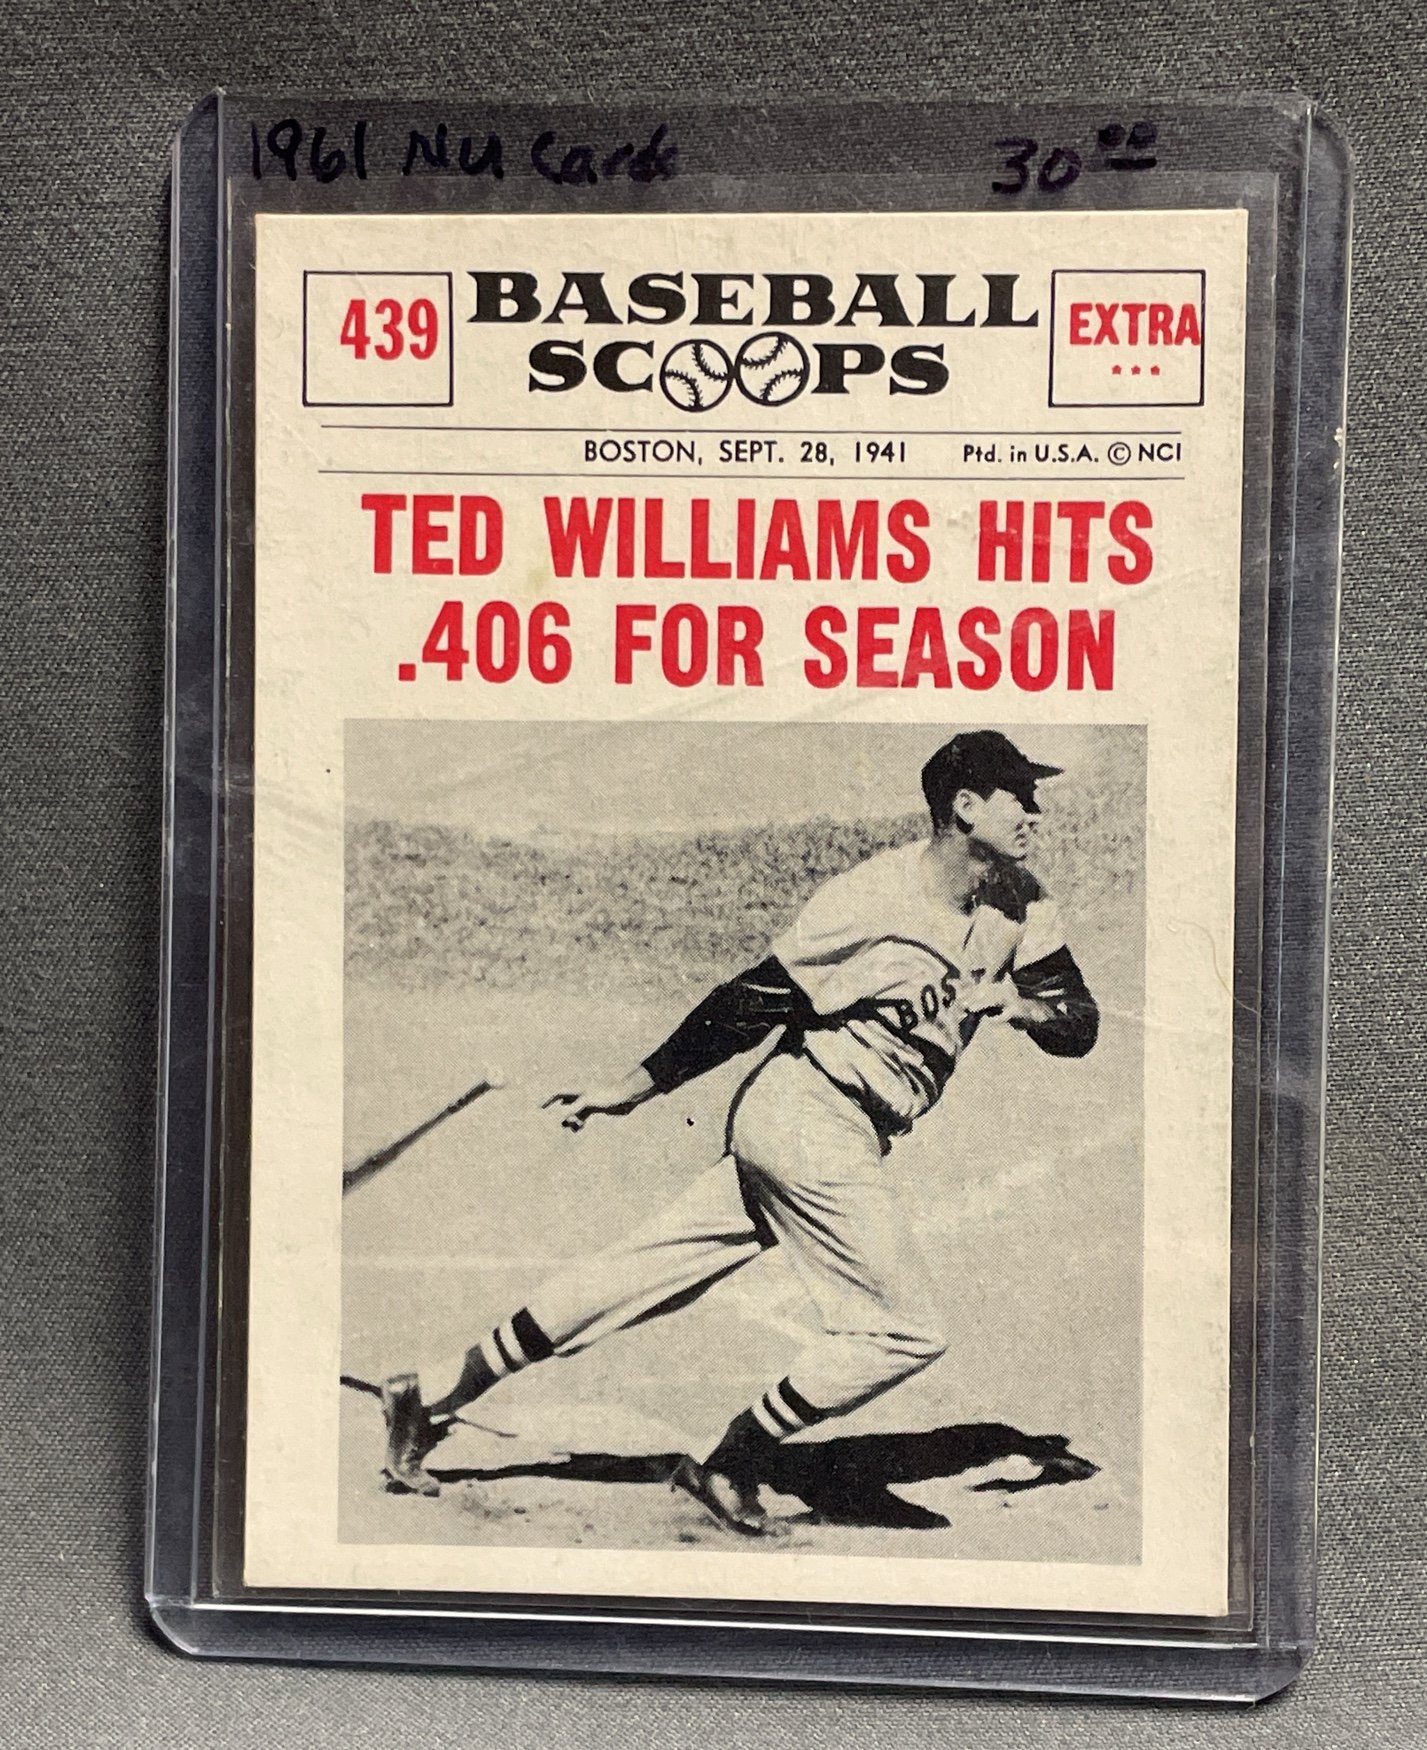 1961 NU Cards 30.00
439 BASEBALL EXTRA
SCOOPS ***
BOSTON, SEPT. 28, 1941 Ptd. in U.S.A. © NCI
TED WILLIAMS HITS
.406 FOR SEASON
BOS